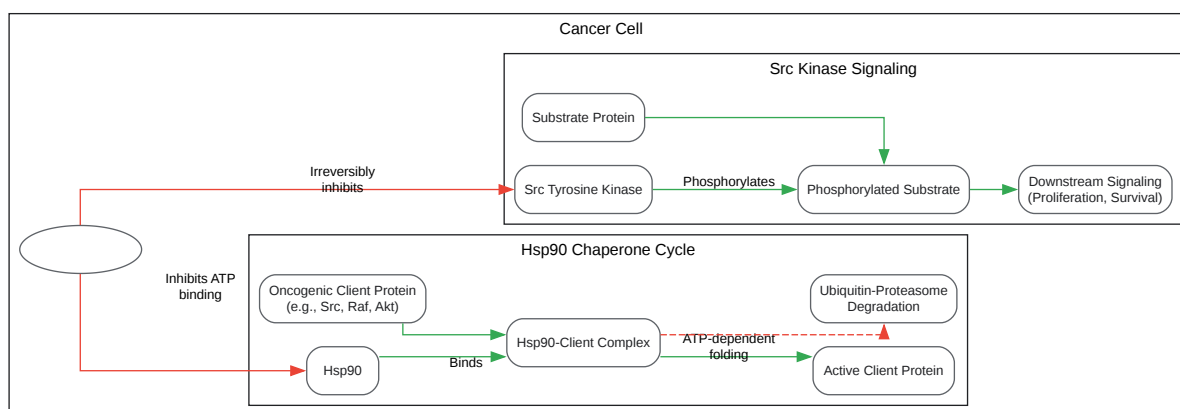 Cancer Cell
Src Kinase Signaling
Substrate Protein
Irreversibly
inhibits
Src Tyrosine Kinase
Phosphorylates
Phosphorylated Substrate
Downstream Signaling
(Proliferation, Survival)
Hsp90 Chaperone Cycle
Inhibits ATP
binding
Oncogenic Client Protein
(e.g., Src, Raf, Akt)
Ubiquitin-Proteasome
Degradation
Hsp90-Client Complex
ATP-dependent
folding
Hsp90
Binds
Active Client Protein